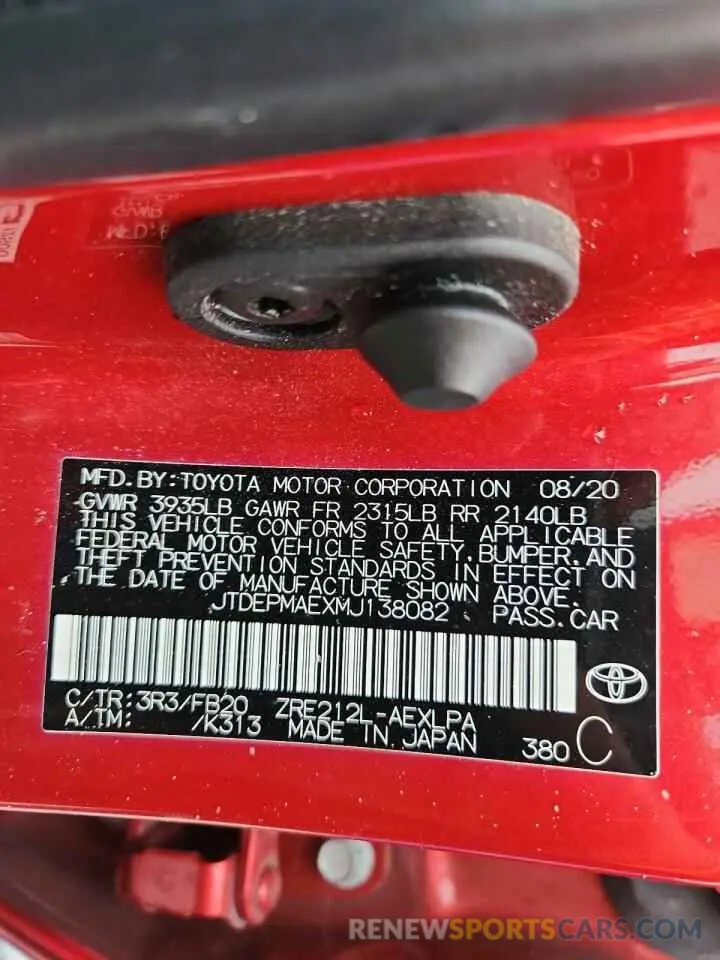 MFD.BY:TOYOTA MOTOR CORPORATION 08/20
GVWR 3935LB GAWR FR 2315LB RR 2140LB
THIS VEHICLE CONFORMS TO ALL APPLICABLE
FEDERAL MOTOR VEHICLE SAFETY,BUMPER,AND
THEFT PREVENTION STANDARDS IN EFFECT ON
THE DATE OF MANUFACTURE SHOWN ABOVE.
JTDEPMAEXMJ138082 PASS.CAR
C/TR:3R3/FB20 ZRE212L-AEXLPA
A/TM: /K313 MADE IN JAPAN 380 C
RENEWSPORTSCARS.COM